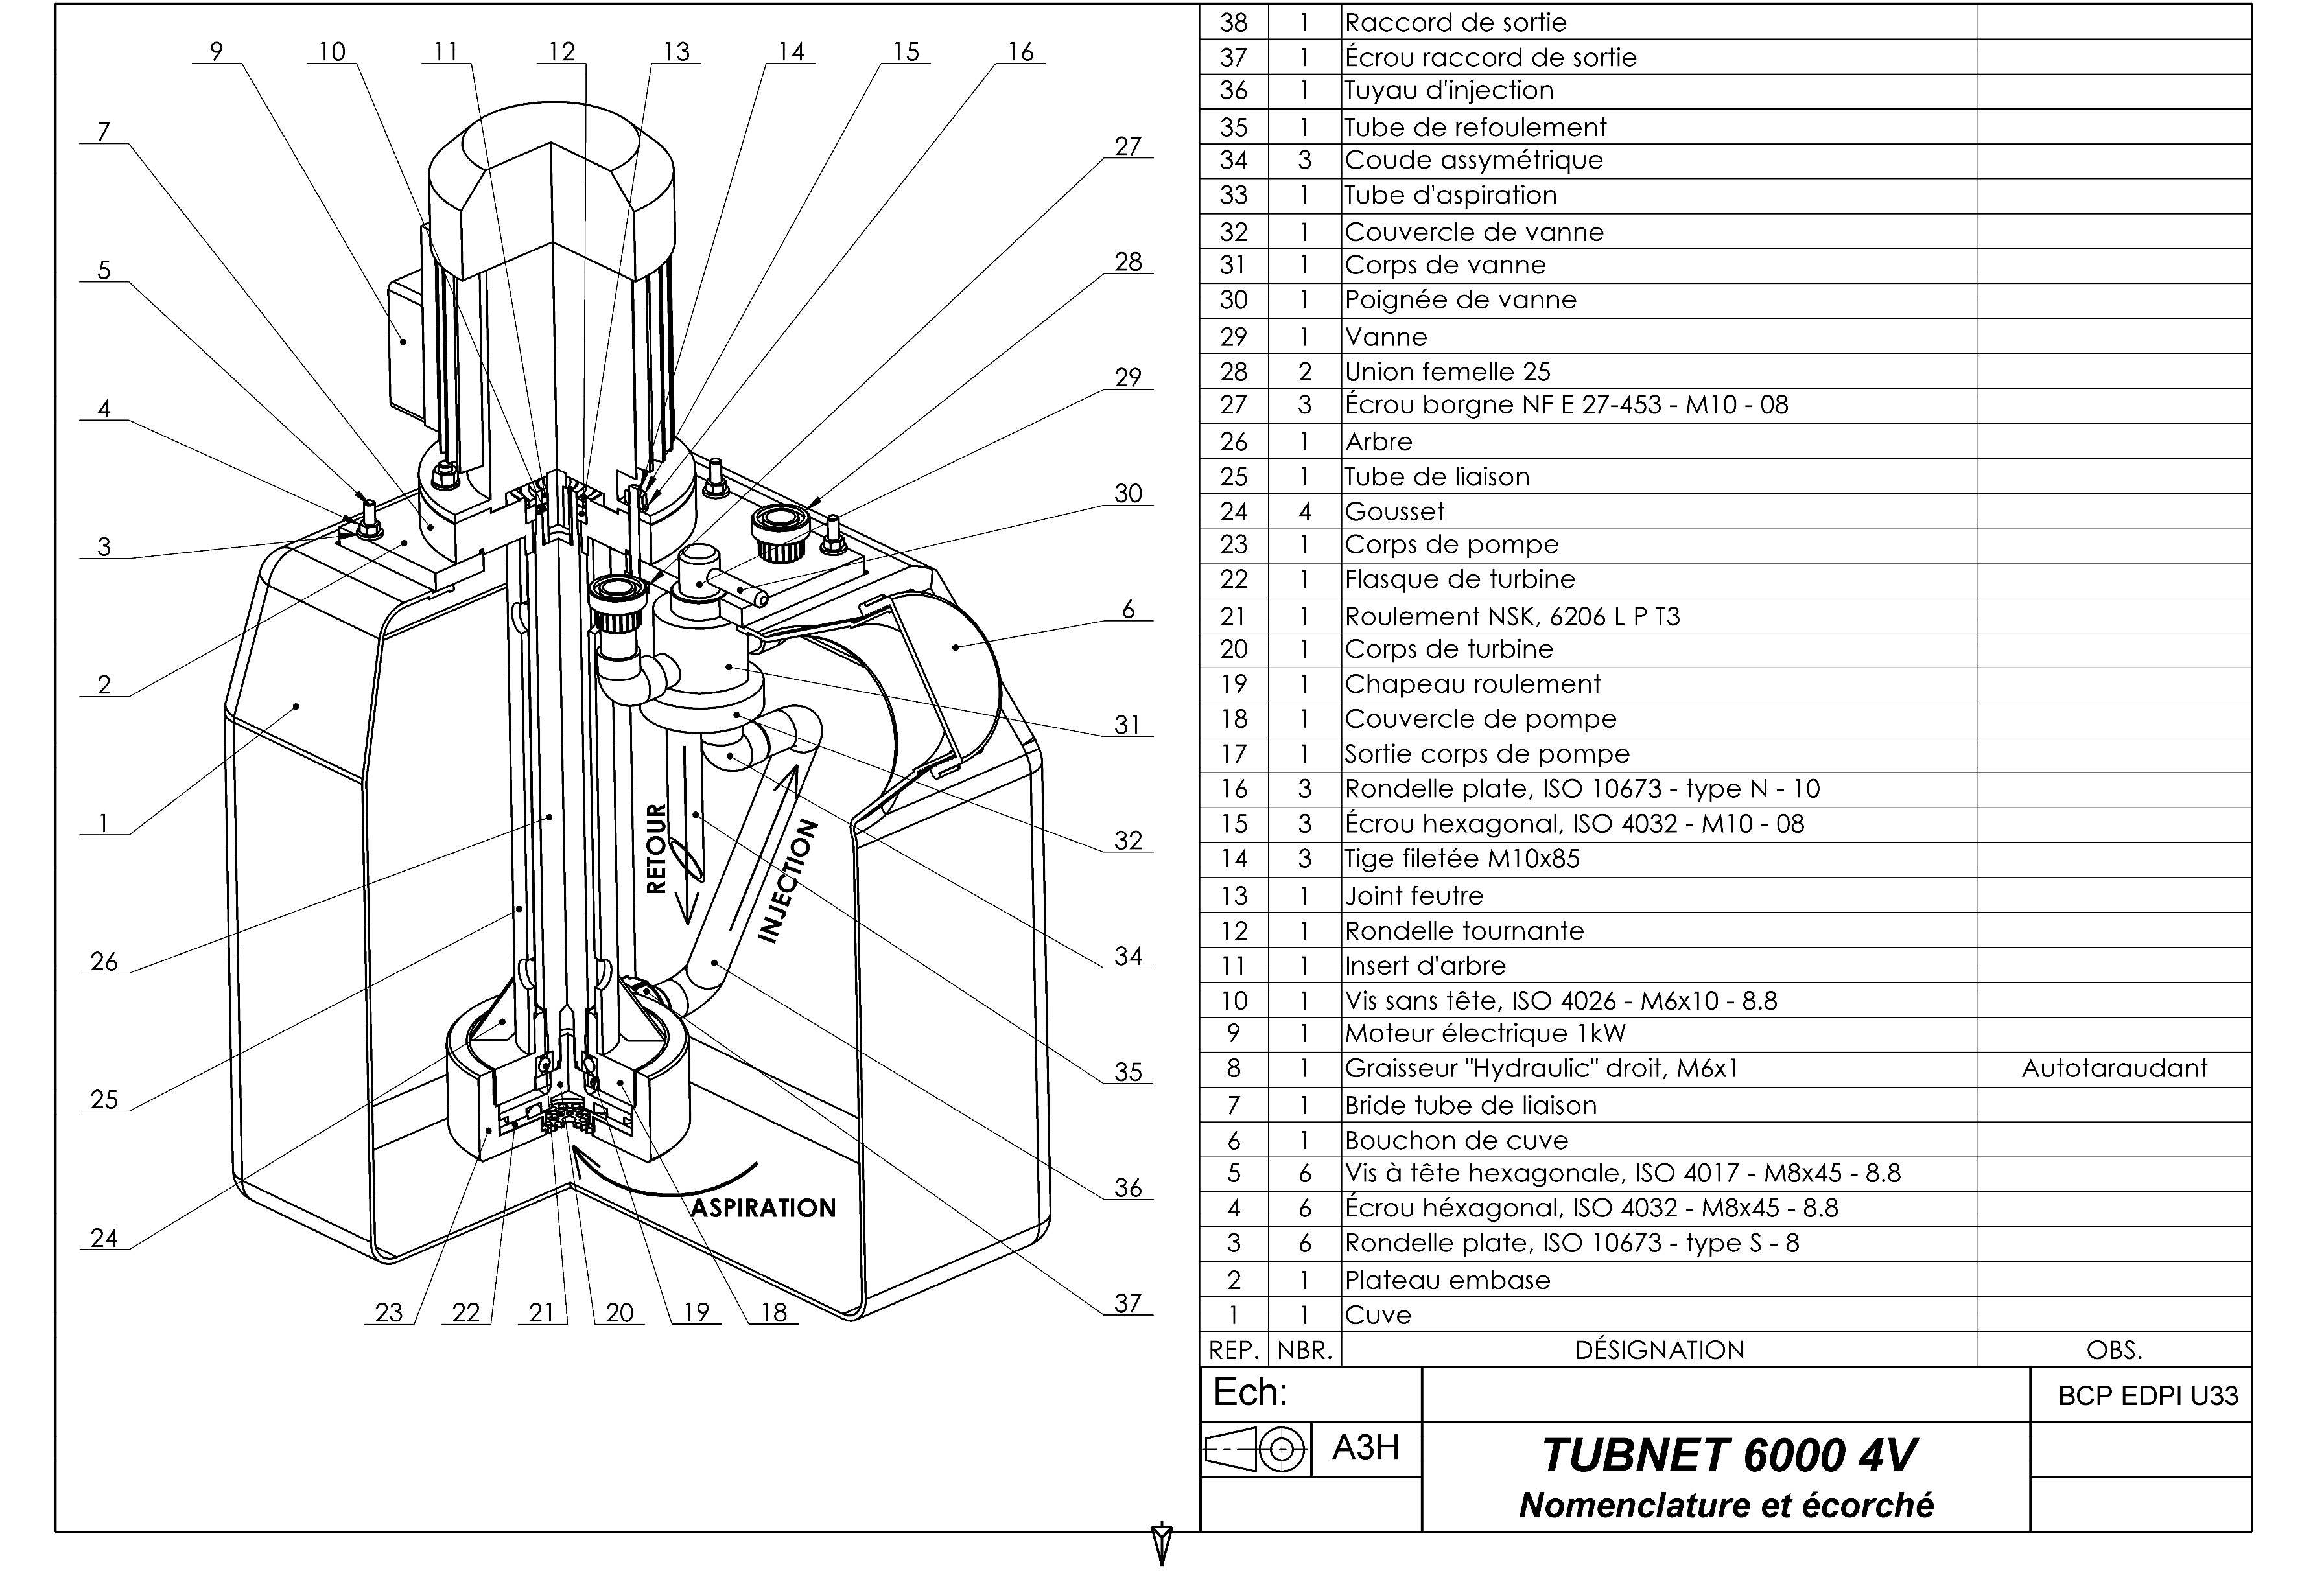 9 10 11 12 13 14 15 16
7
5
4
3
2
1
26
25
24
27
28
29
30
6
31
32
34
35
36
37
23 22 21 20 19 18
RETOUR
INJECTION
ASPIRATION
38 1 Raccord de sortie
37 1 Écrou raccord de sortie
36 1 Tuyau d'injection
35 1 Tube de refoulement
34 3 Coude assymétrique
33 1 Tube d'aspiration
32 1 Couvercle de vanne
31 1 Corps de vanne
30 1 Poignée de vanne
29 1 Vanne
28 2 Union femelle 25
27 3 Écrou borgne NF E 27-453 - M10 - 08
26 1 Arbre
25 1 Tube de liaison
24 4 Gousset
23 1 Corps de pompe
22 1 Flasque de turbine
21 1 Roulement NSK, 6206 L P T3
20 1 Corps de turbine
19 1 Chapeau roulement
18 1 Couvercle de pompe
17 1 Sortie corps de pompe
16 3 Rondelle plate, ISO 10673 - type N - 10
15 3 Écrou hexagonal, ISO 4032 - M10 - 08
14 3 Tige filetée M10x85
13 1 Joint feutre
12 1 Rondelle tournante
11 1 Insert d'arbre
10 1 Vis sans tête, ISO 4026 - M6x10 - 8.8
9 1 Moteur électrique 1kW
8 1 Graisseur "Hydraulic" droit, M6x1 Autotaraudant
7 1 Bride tube de liaison
6 1 Bouchon de cuve
5 6 Vis à tête hexagonale, ISO 4017 - M8x45 - 8.8
4 6 Écrou héxagonal, ISO 4032 - M8x45 - 8.8
3 6 Rondelle plate, ISO 10673 - type S - 8
2 1 Plateau embase
1 1 Cuve
REP. NBR. DÉSIGNATION OBS.
Ech:
BCP EDPI U33
A3H
TUBNET 6000 4V
Nomenclature et écorché